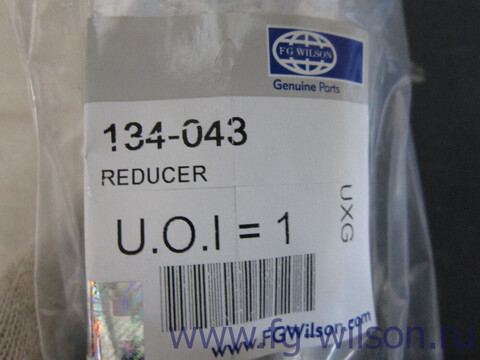 FG WILSON
Genuine Parts
134-043
REDUCER
UXG
U.O.I = 1
www.FGWilson.com
www.fg-wilson.ru